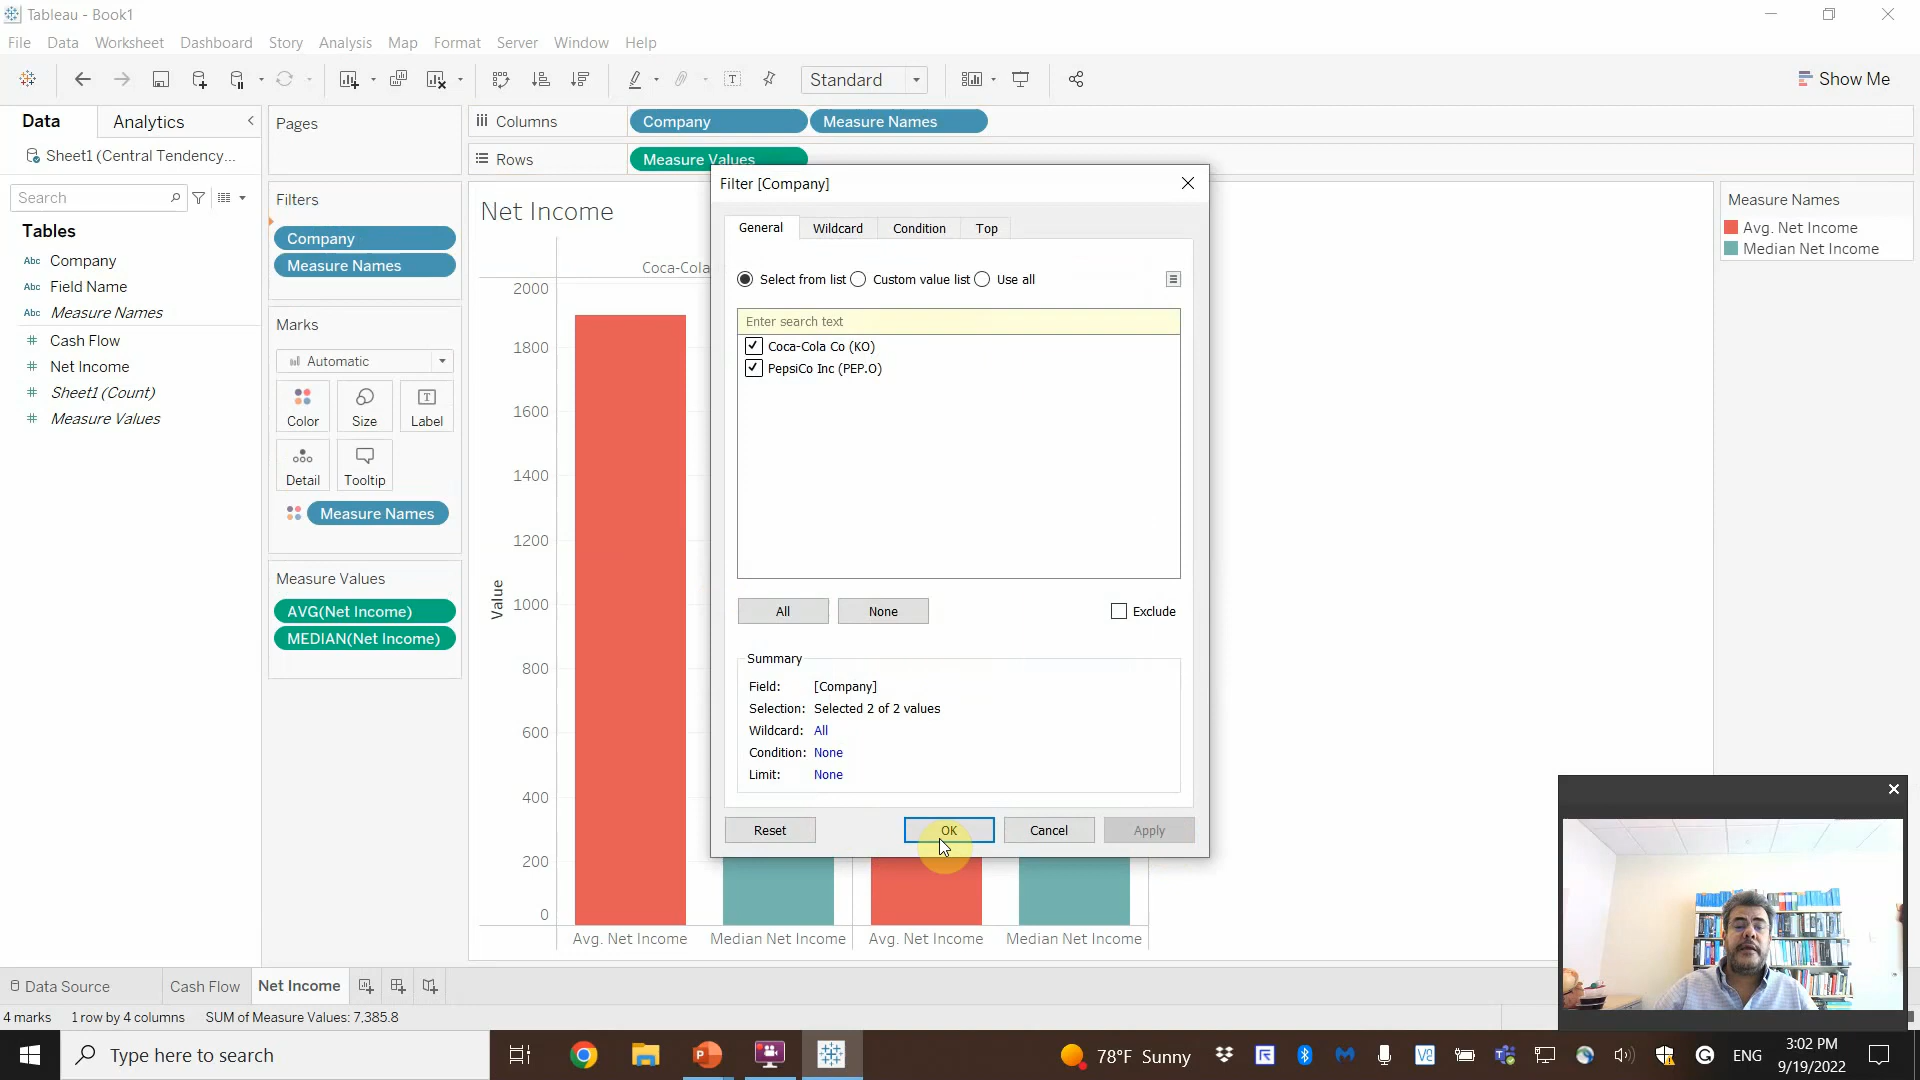 Tableau - Book1
File Data Worksheet Dashboard Story Analysis Map Format Server Window Help
Standard
Show Me
Data
Analytics
Pages
Columns
Company
Measure Names
Sheet1 (Central Tendency...
Rows
Measure Values
Search
Filters
Company
Measure Names
Tables
Abc Company
Abc Field Name
Abc Measure Names
Cash Flow
Net Income
Sheet1 (Count)
Measure Values
Marks
Automatic
Color
Size
Label
Detail
Tooltip
Measure Names
Measure Values
AVG(Net Income)
MEDIAN(Net Income)
Net Income
Coca-Cola
2000
1800
1600
1400
1200
1000
800
600
400
200
0
Value
Avg. Net Income
Median Net Income
Avg. Net Income
Median Net Income
Filter [Company]
General
Wildcard
Condition
Top
Select from list
Custom value list
Use all
Enter search text
Coca-Cola Co (KO)
PepsiCo Inc (PEP.O)
All
None
Exclude
Summary
Field: [Company]
Selection: Selected 2 of 2 values
Wildcard: All
Condition: None
Limit: None
Reset
OK
Cancel
Apply
Measure Names
Avg. Net Income
Median Net Income
Data Source
Cash Flow
Net Income
4 marks
1 row by 4 columns
SUM of Measure Values: 7,385.8
Type here to search
78°F Sunny
ENG
3:02 PM
9/19/2022